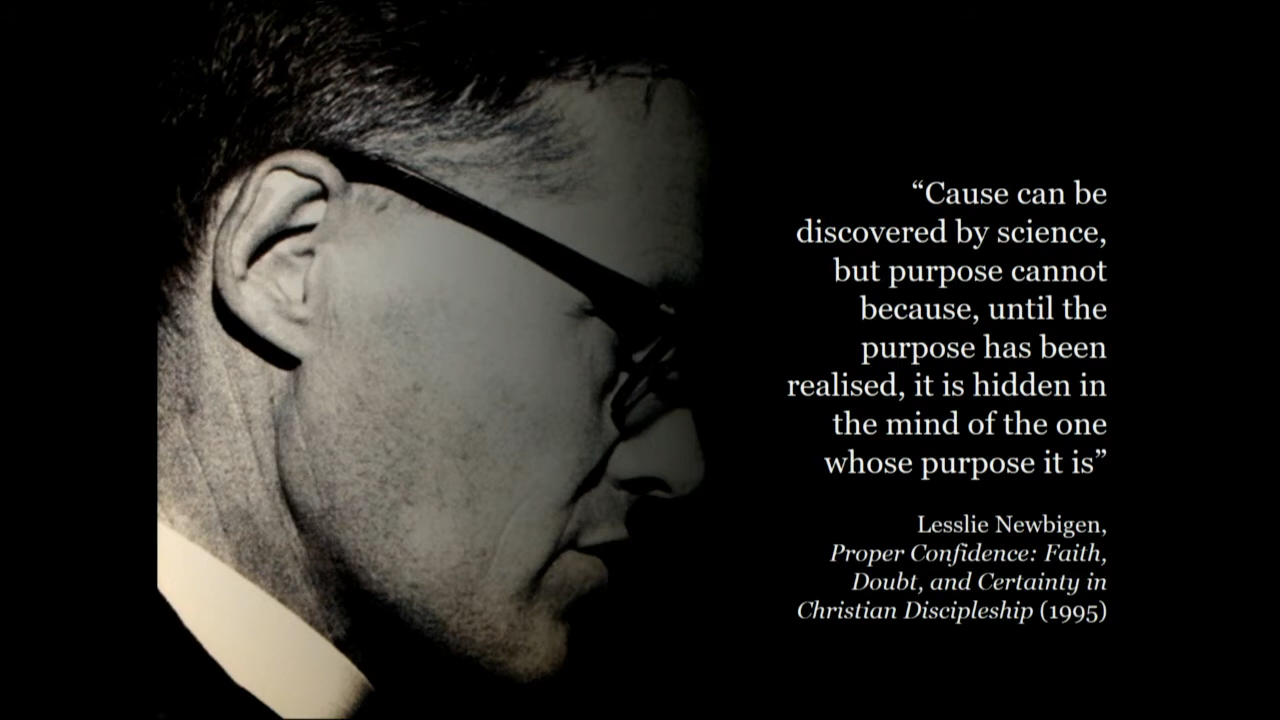 “Cause can be
discovered by science,
but purpose cannot
because, until the
purpose has been
realised, it is hidden in
the mind of the one
whose purpose it is”
Lesslie Newbigen,
Proper Confidence: Faith,
Doubt, and Certainty in
Christian Discipleship (1995)